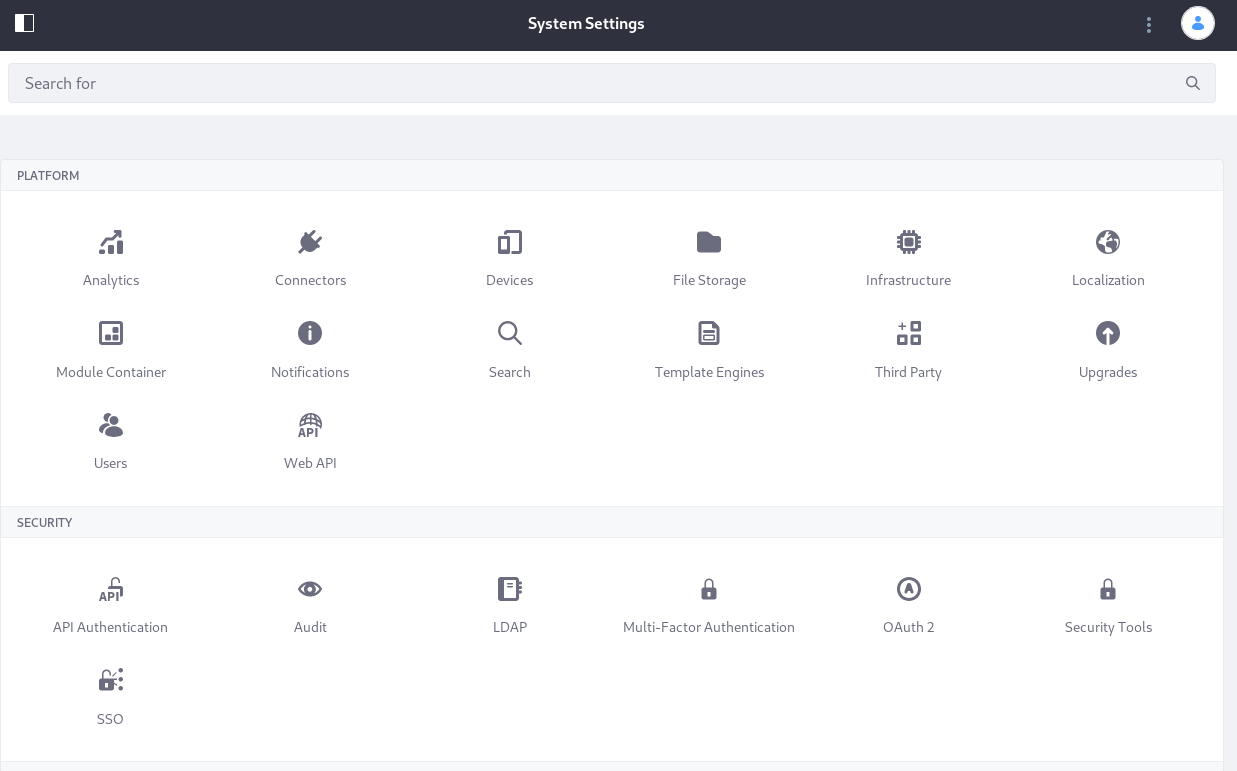 System Settings
Search for
PLATFORM
Analytics
Connectors
Devices
File Storage
Infrastructure
Localization
Module Container
Notifications
Search
Template Engines
Third Party
Upgrades
Users
API
Web API
SECURITY
API
API Authentication
Audit
LDAP
Multi-Factor Authentication
A
OAuth 2
Security Tools
SSO